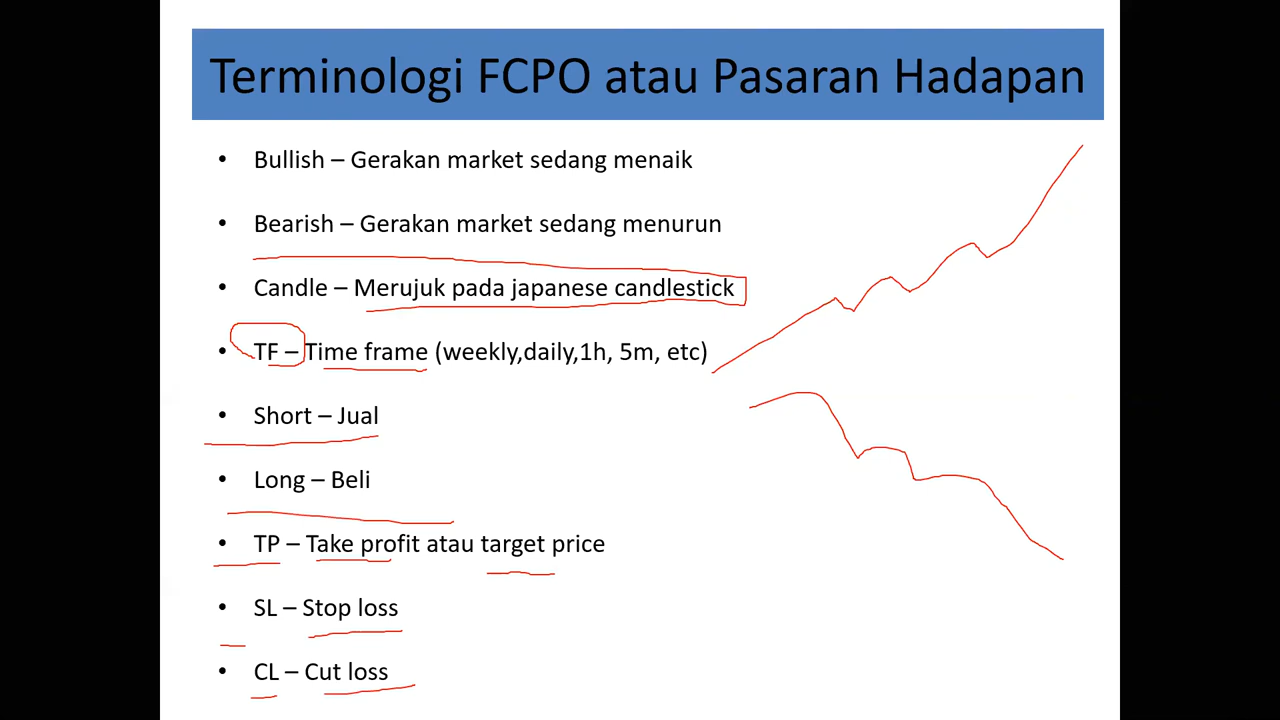 Terminologi FCPO atau Pasaran Hadapan
• Bullish – Gerakan market sedang menaik
• Bearish – Gerakan market sedang menurun
• Candle – Merujuk pada japanese candlestick
• TF – Time frame (weekly,daily,1h, 5m, etc)
• Short – Jual
• Long – Beli
• TP – Take profit atau target price
• SL – Stop loss
• CL – Cut loss